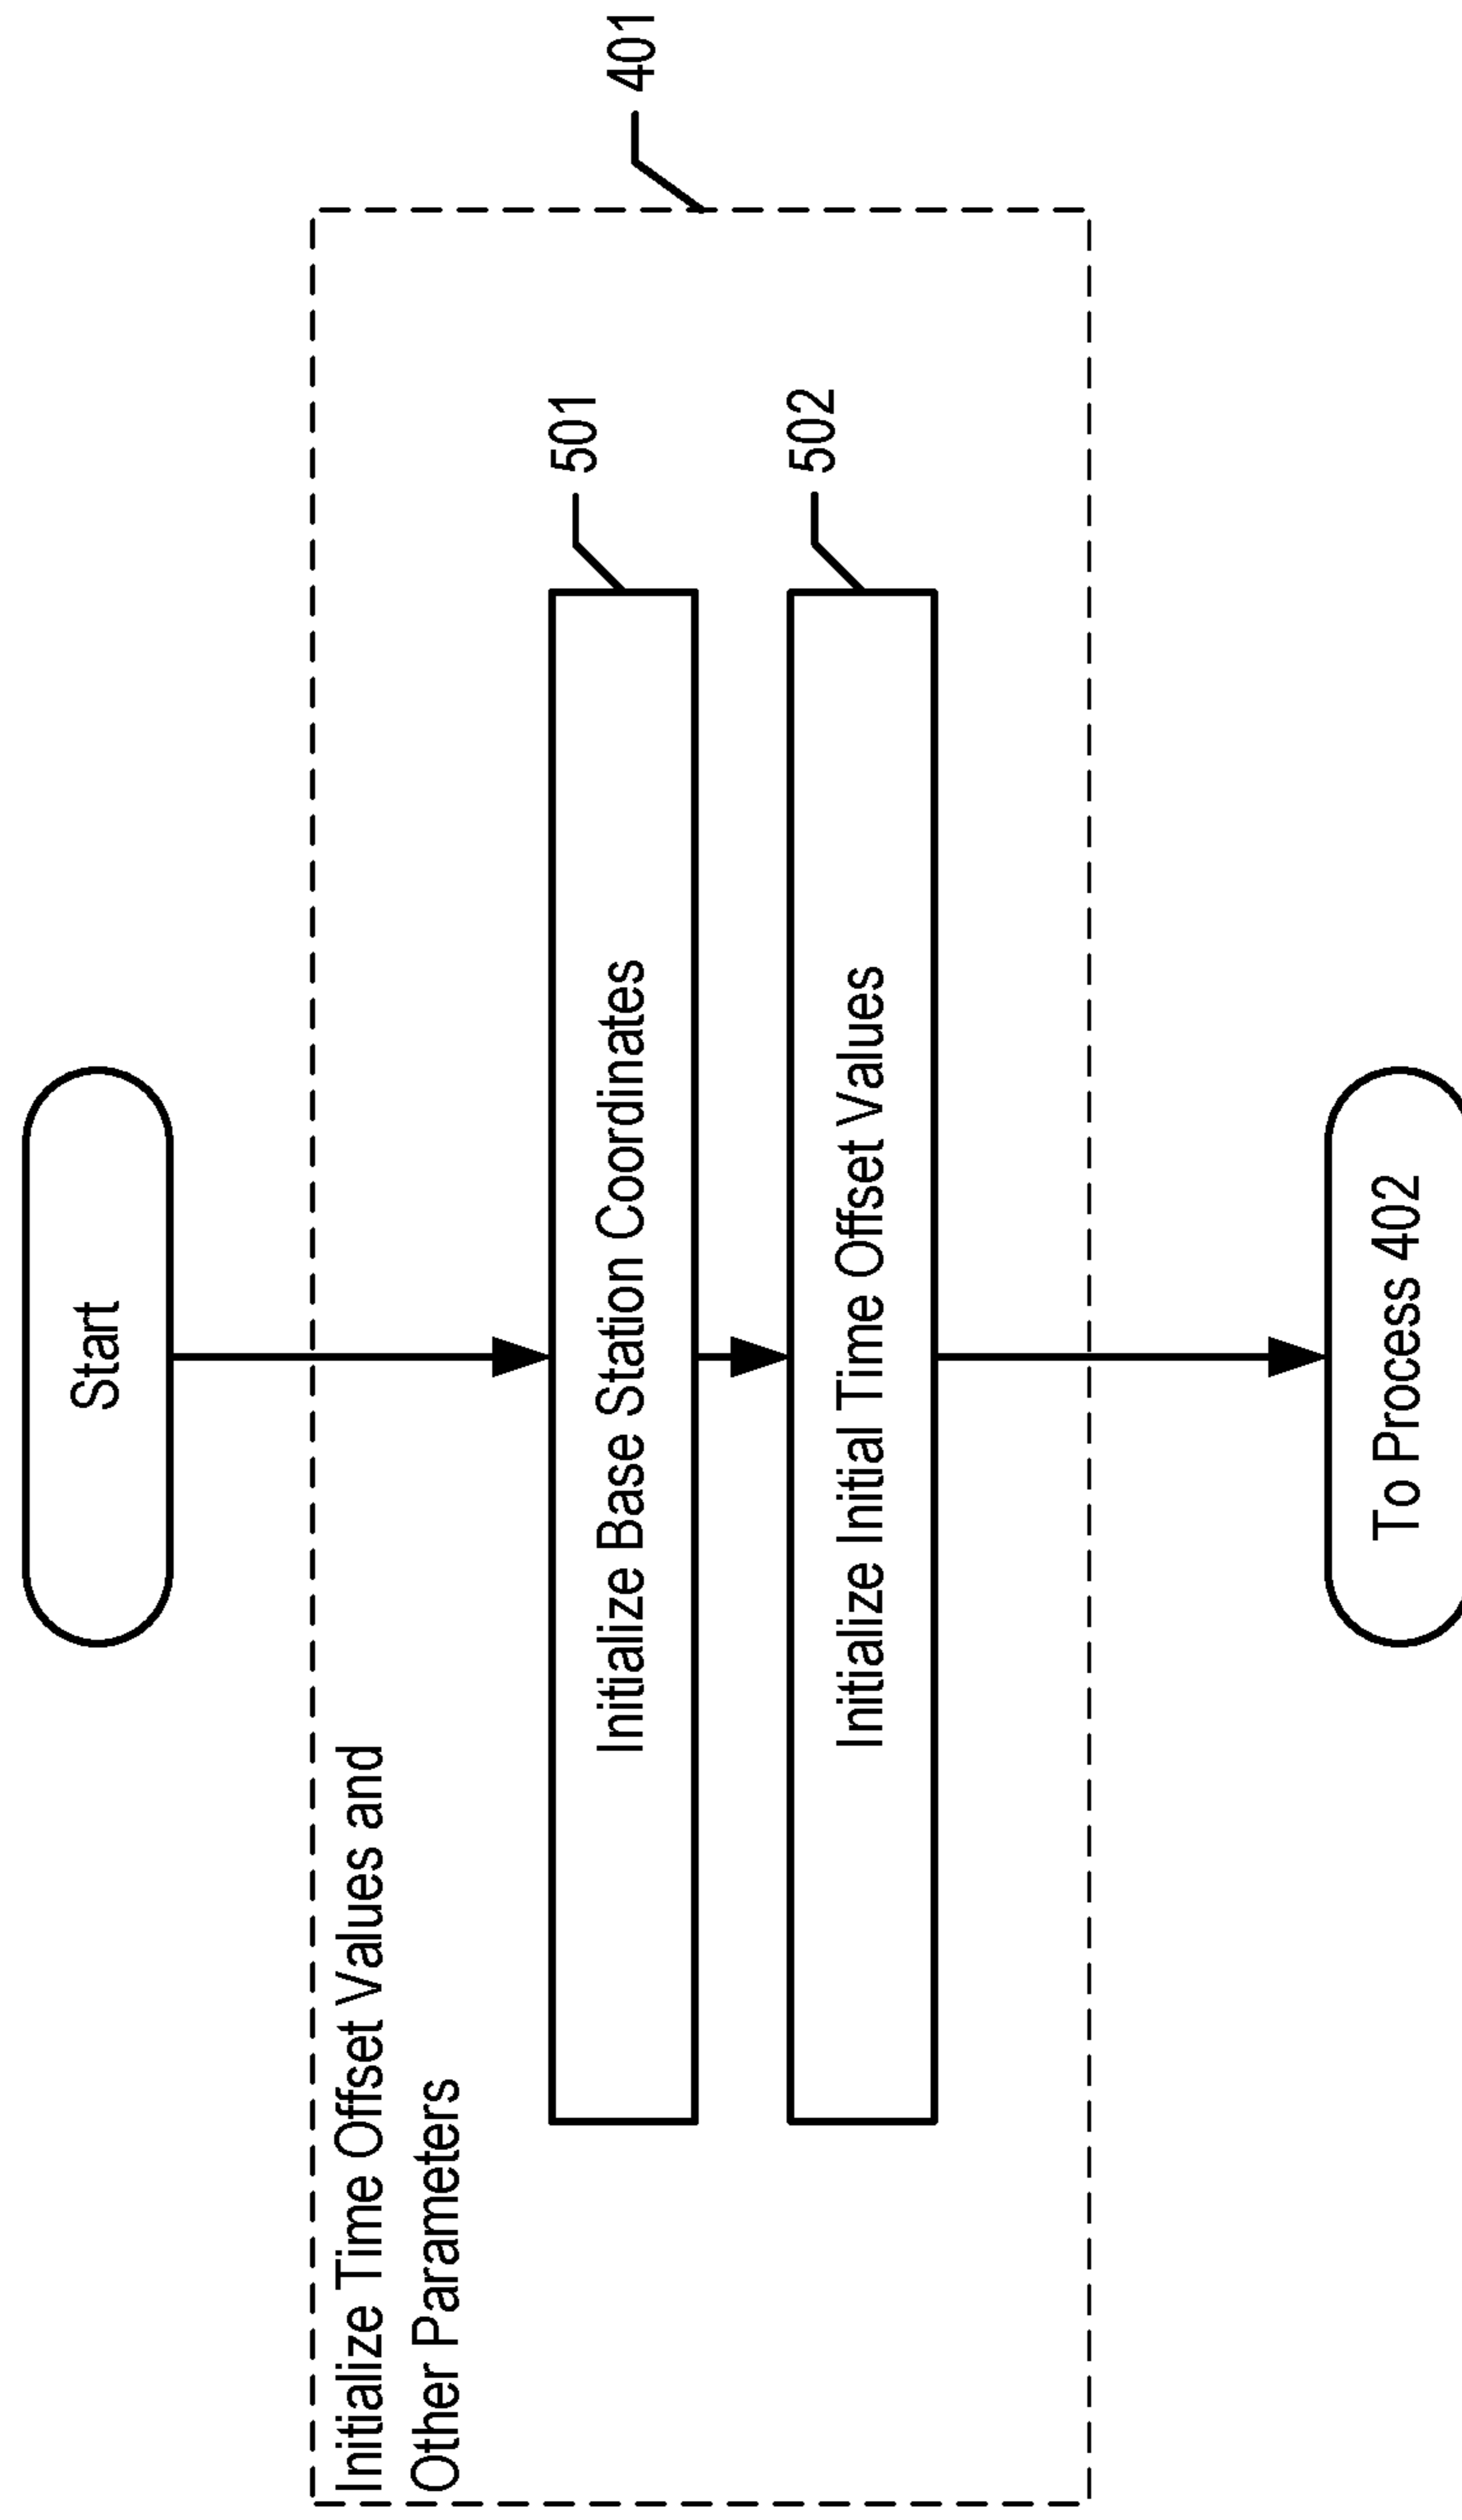 Start
401
Initialize Time Offset Values and
Other Parameters
501
Initialize Base Station Coordinates
502
Initialize Initial Time Offset Values
To Process 402